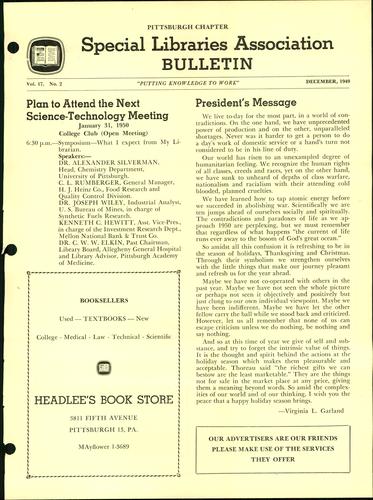 PITTSBURGH CHAPTER
Special Libraries Association
BULLETIN
Vol. 17, No. 2
"PUTTING KNOWLEDGE TO WORK"
DECEMBER, 1949
Plan to Attend the Next
Science-Technology Meeting
January 31, 1950
College Club (Open Meeting)
6:30 p.m.—Symposium—What I expect from My Li-
brarian.
Speakers—
DR. ALEXANDER SILVERMAN,
Head, Chemistry Department,
University of Pittsburgh.
C. L. RUMBERGER, General Manager,
H. J. Heinz Co., Food Research and
Quality Control Division.
DR. JOSEPH WILEY, Industrial Analyst,
U. S. Bureau of Mines, in charge of
Synthetic Fuels Research.
KENNETH C. HEWITT, Asst. Vice-Pres.,
in charge of the Investment Research Dept.,
Mellon National Bank & Trust Co.
DR. C. W. W. ELKIN, Past Chairman,
Library Board, Allegheny General Hospital
and Library Advisor, Pittsburgh Academy
of Medicine.
BOOKSELLERS
Used — TEXTBOOKS — New
College - Medical - Law - Technical - Scientific
HEADLEE'S BOOK STORE
3811 FIFTH AVENUE
PITTSBURGH 13, PA.
MAyflower 1-3689
President's Message
We live to-day for the most part, in a world of con-
tradictions. On the one hand, we have unprecedented
power of production and on the other, unparalleled
shortages. Never was it harder to get a person to do
a day's work of domestic service or a hand's turn not
considered to be in his line of duty.
Our world has risen to an unexampled degree of
humanitarian feeling. We recognize the human rights
of all classes, creeds and races, yet on the other hand,
we have sunk to unheard of depths of class warfare,
nationalism and racialism with their attending cold
blooded, planned cruelties.
We have learned how to tap atomic energy before
we succeeded in abolishing war. Scientifically we are
ten jumps ahead of ourselves socially and spiritually.
The contradictions and paradoxes of life as we ap-
proach 1950 are perplexing, but we must remember
that regardless of what happens "the current of life
runs ever away to the bosom of God's great ocean."
So amidst all this confusion it is refreshing to be in
the season of holidays, Thanksgiving and Christmas.
Through their symbolism we strengthen ourselves
with the little things that make our journey pleasant
and refresh us for the year ahead.
Maybe we have not co-operated with others in the
past year. Maybe we have not seen the whole picture
or perhaps not seen it objectively and positively but
just clung to our own individual viewpoint. Maybe we
have been indifferent. Maybe we have let the other
fellow carry the ball while we stood back and criticized.
However, let us all remember that none of us can
escape criticism unless we do nothing, be nothing and
say nothing.
And so at this time of year we give of self and sub-
stance, and try to forget the intrinsic value of things.
It is the thought and spirit behind the actions at the
holiday season which makes them pleasurable and
acceptable. Thoreau said "the richest gifts we can
bestow are the least marketable." They are the things
not for sale in the market place at any price, giving
them a meaning beyond words. So amid the complex-
ities of our world and of our thinking, I wish you the
peace that a happy holiday season brings.
—Virginia L. Garland
OUR ADVERTISERS ARE OUR FRIENDS
PLEASE MAKE USE OF THE SERVICES
THEY OFFER